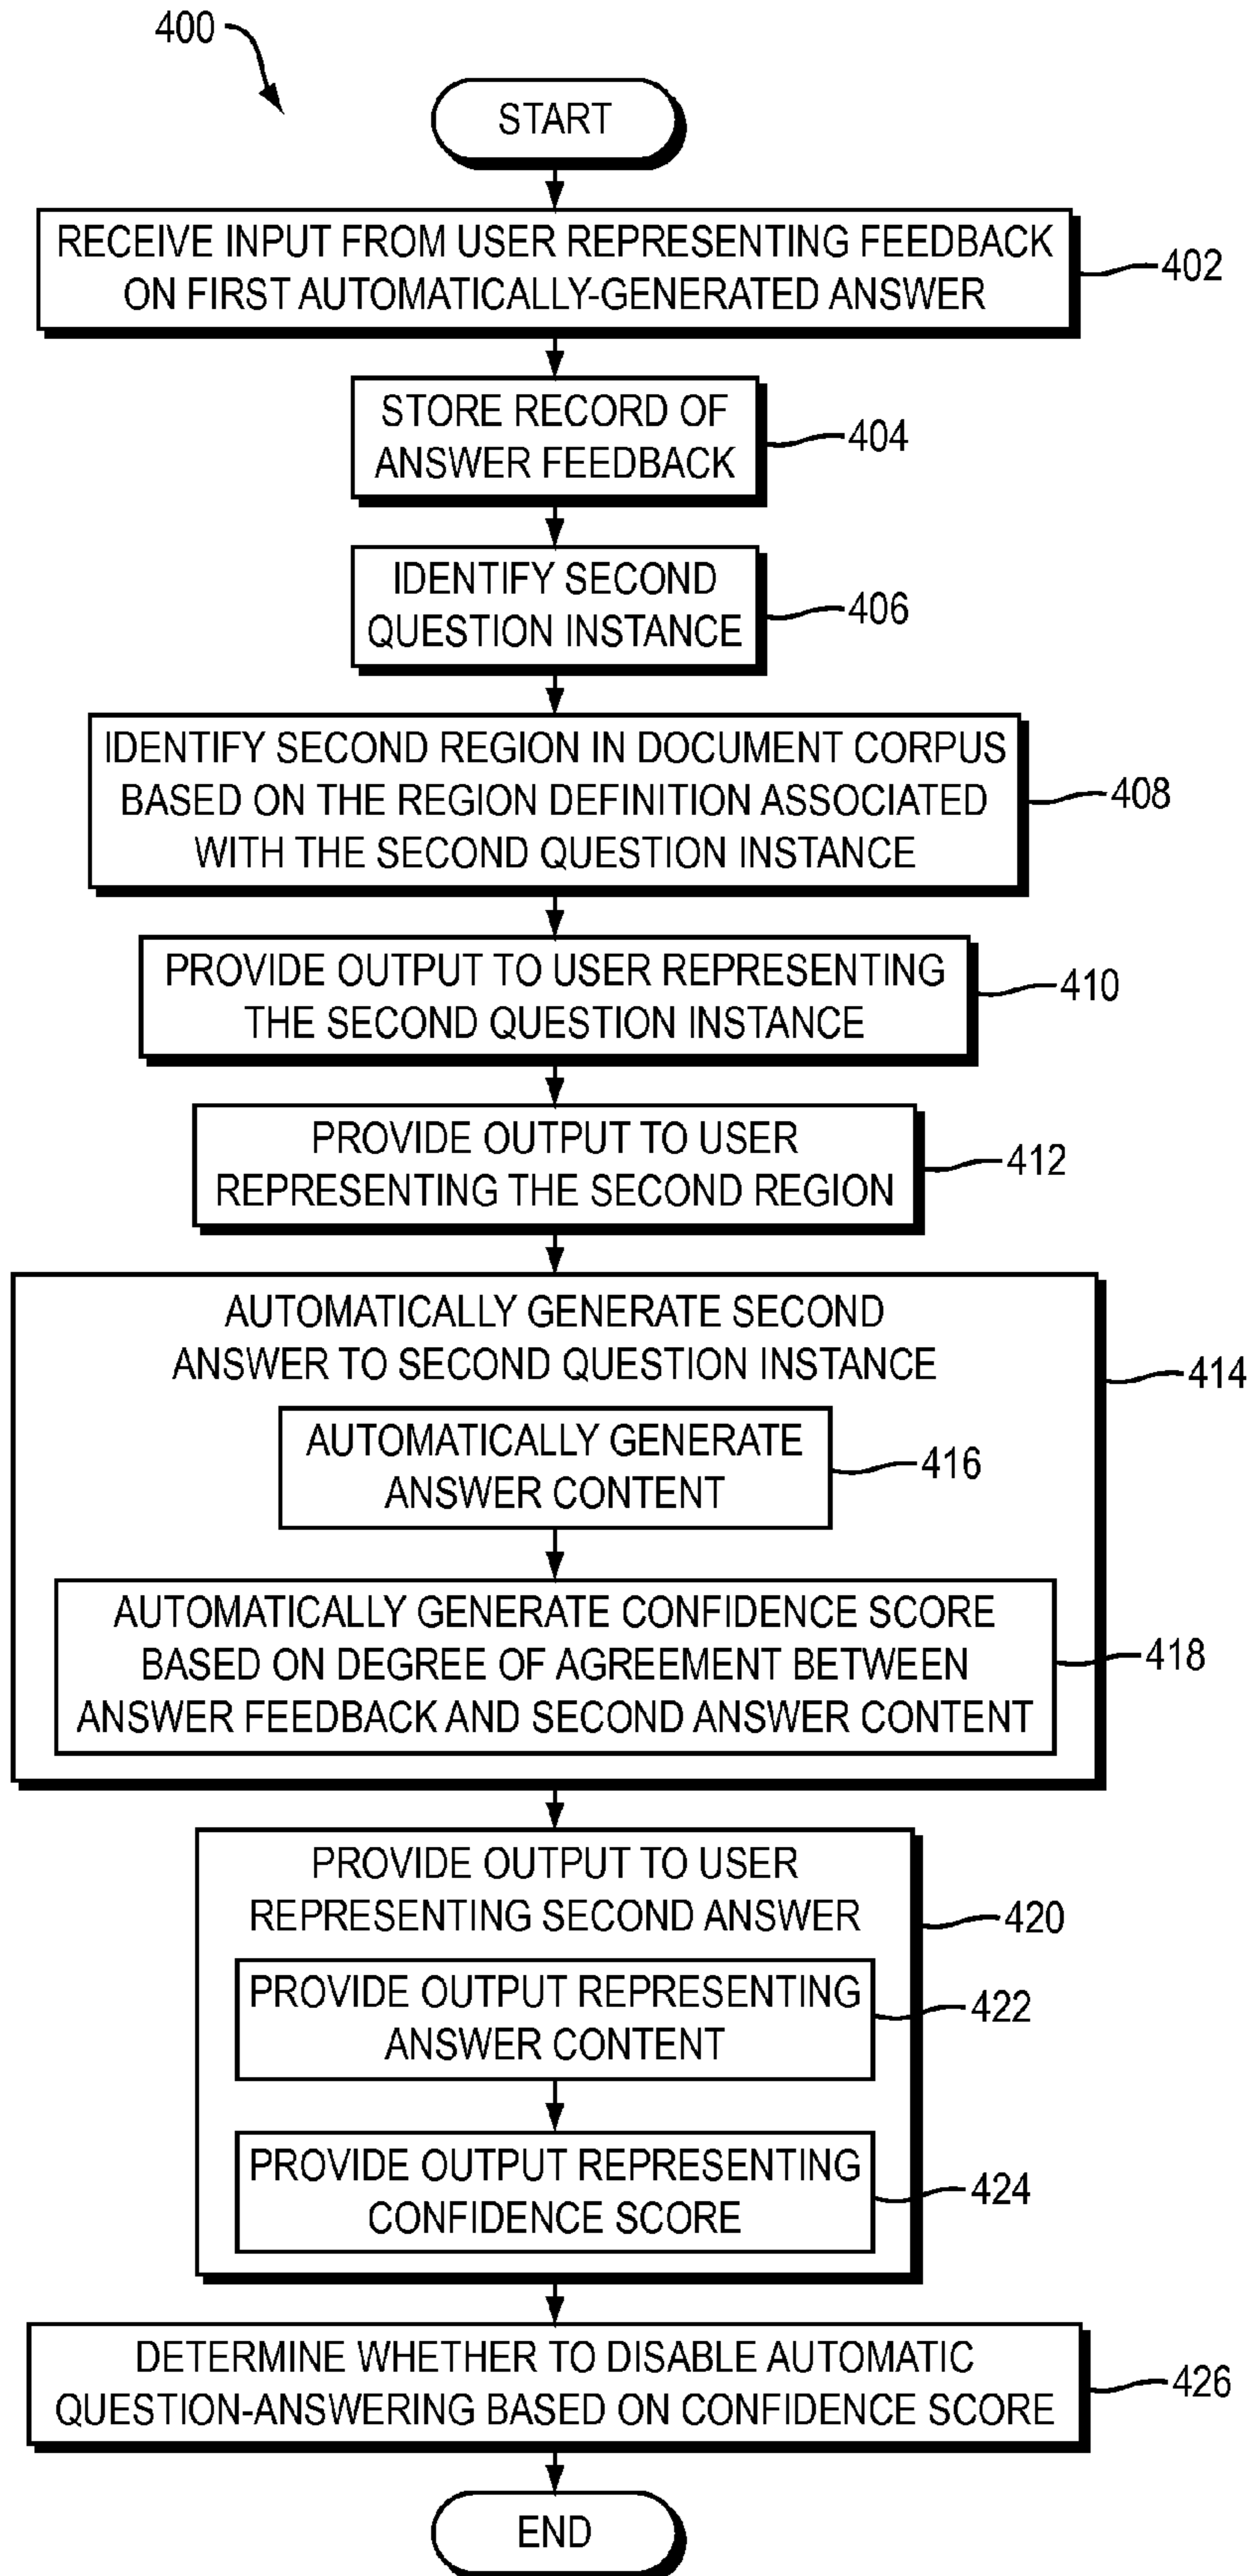 400
START
RECEIVE INPUT FROM USER REPRESENTING FEEDBACK
ON FIRST AUTOMATICALLY-GENERATED ANSWER
402
STORE RECORD OF
ANSWER FEEDBACK
404
IDENTIFY SECOND
QUESTION INSTANCE
406
IDENTIFY SECOND REGION IN DOCUMENT CORPUS
BASED ON THE REGION DEFINITION ASSOCIATED
WITH THE SECOND QUESTION INSTANCE
408
PROVIDE OUTPUT TO USER REPRESENTING
THE SECOND QUESTION INSTANCE
410
PROVIDE OUTPUT TO USER
REPRESENTING THE SECOND REGION
412
AUTOMATICALLY GENERATE SECOND
ANSWER TO SECOND QUESTION INSTANCE
414
AUTOMATICALLY GENERATE
ANSWER CONTENT
416
AUTOMATICALLY GENERATE CONFIDENCE SCORE
BASED ON DEGREE OF AGREEMENT BETWEEN
ANSWER FEEDBACK AND SECOND ANSWER CONTENT
418
PROVIDE OUTPUT TO USER
REPRESENTING SECOND ANSWER
420
PROVIDE OUTPUT REPRESENTING
ANSWER CONTENT
422
PROVIDE OUTPUT REPRESENTING
CONFIDENCE SCORE
424
DETERMINE WHETHER TO DISABLE AUTOMATIC
QUESTION-ANSWERING BASED ON CONFIDENCE SCORE
426
END